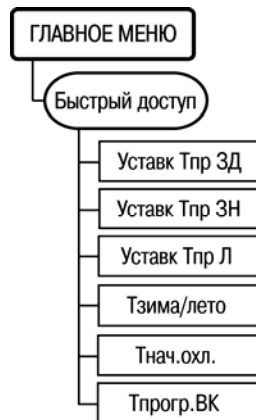 ГЛАВНОЕ МЕНЮ
Быстрый доступ
Уставк Тпр ЗД
Уставк Тпр ЗН
Уставк Тпр Л
Тзима/лето
Тнач.охл.
Тпрогр.ВК